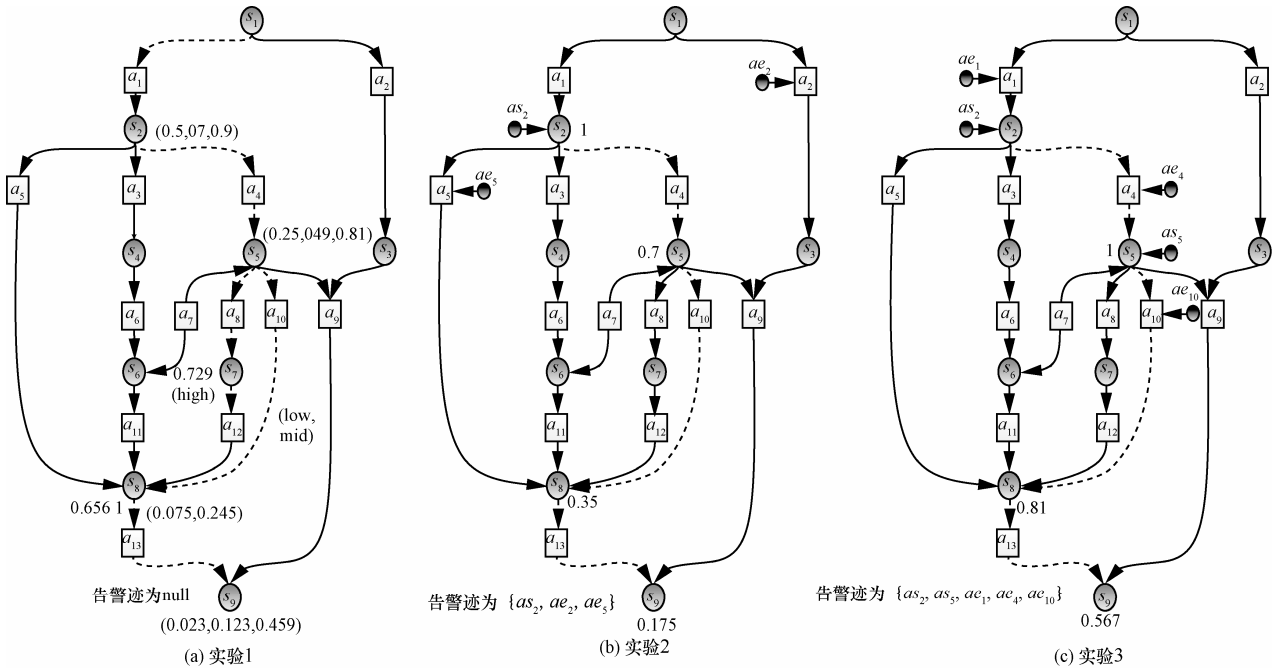 s1
a1
a2
s2
(0.5,07,0.9)
a5
a3
a4
s4
s5
(0.25,049,0.81)
s3
a6
a7
a8
a10
a9
s6
0.729
(high)
s7
(low,
mid)
a11
a12
s8
0.656 1
(0.075,0.245)
a13
告警迹为null
s9
(0.023,0.123,0.459)
(a) 实验1
s1
a1
ae2
a2
as2
s2
1
a5
ae5
a3
a4
s4
0.7
s5
s3
a6
a7
a8
a10
a9
s6
s7
a11
a12
s8
0.35
a13
告警迹为 {as2, ae2, ae5}
s9
0.175
(b) 实验2
s1
ae1
a1
a2
as2
s2
a5
a3
a4
ae4
s4
1
s5
as5
s3
a6
a7
a8
a10
ae10
a9
s6
s7
a11
a12
s8
0.81
a13
告警迹为 {as2, as5, ae1, ae4, ae10}
s9
0.567
(c) 实验3